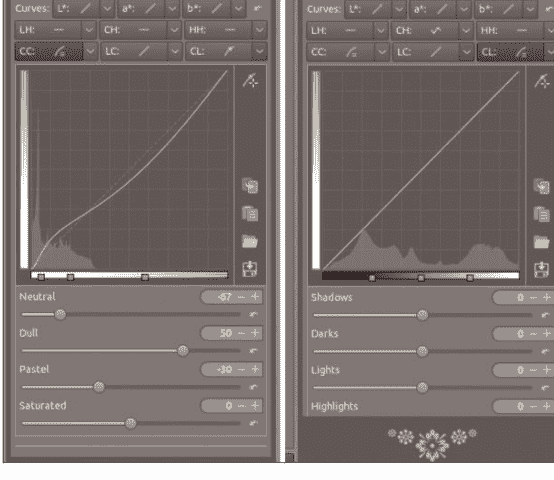 Curves: L*: a*: b*:
LH: CH: HH:
CC: LC: CL:
Neutral -67 - +
Dull 50 - +
Pastel -30 - +
Saturated 0 - +
Curves: L*: a*: b*:
LH: CH: HH:
CC: LC: CL:
Shadows 0 - +
Darks 0 - +
Lights 0 - +
Highlights 0 - +